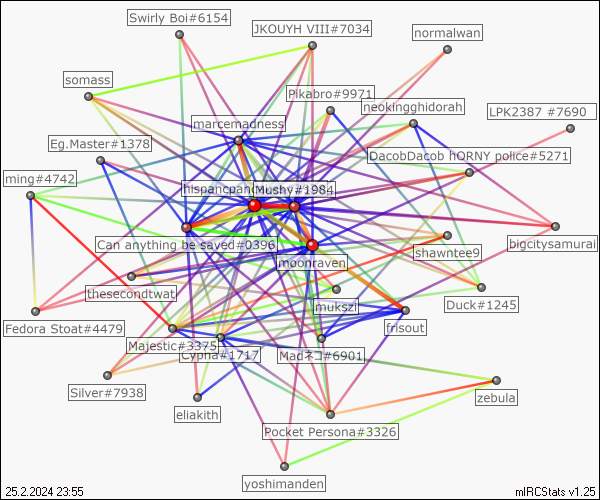 Swirly Boi#6154
JKOUYH VIII#7034
normalwan
somass
Pikabro#9971
neokingghidorah
LPK2387 #7690
marcemadness
Eg.Master#1378
DacobDacob hORNY police#5271
ming#4742
hispancpan
Mushy#1984
Can anything be saved#0396
bigcitysamurai
shawntee9
moonraven
thesecondtwat
mukszi
Duck#1245
Fedora Stoat#4479
frisout
Majestic#3375
Cypha#1717
Madネコ#6901
Silver#7938
zebula
eliakith
Pocket Persona#3326
yoshimanden
25.2.2024 23:55
mIRCStats v1.25